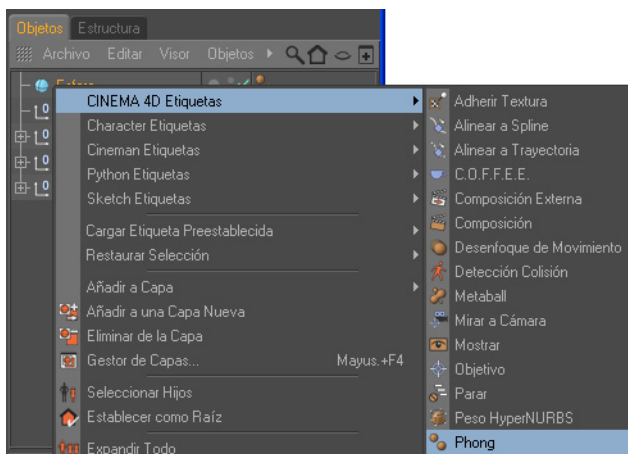 Objetos Estructura
Archivo Editar Visor Objetos
Esfera
CINEMA 4D Etiquetas
Character Etiquetas
Cineman Etiquetas
Python Etiquetas
Sketch Etiquetas
Cargar Etiqueta Preestablecida
Restaurar Selección
Añadir a Capa
Añadir a una Capa Nueva
Eliminar de la Capa
Gestor de Capas... Mayus.+F4
Seleccionar Hijos
Establecer como Raíz
Expandir Todo
Adherir Textura
Alinear a Spline
Alinear a Trayectoria
C.O.F.F.E.E.
Composición Externa
Composición
Desenfoque de Movimiento
Detección Colisión
Metaball
Mirar a Cámara
Mostrar
Objetivo
Parar
Peso HyperNURBS
Phong